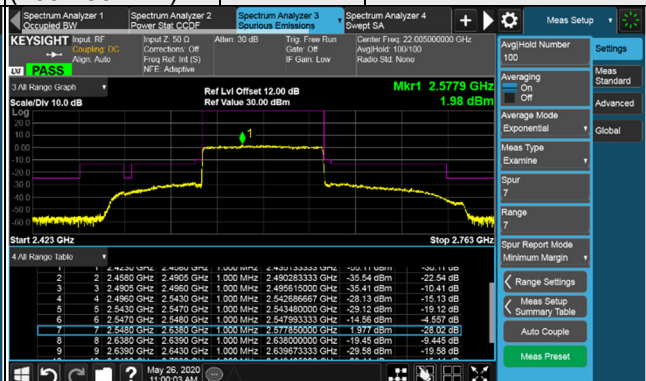 Spectrum Analyzer 1
Occupied BW
Spectrum Analyzer 2
Power Stat CCDF
Spectrum Analyzer 3
Spurious Emissions
Spectrum Analyzer 4
Swept SA
Meas Setup
KEYSIGHT
Input: RF
Coupling: DC
Align: Auto
Input Z: 50 Ω
Corrections: Off
Freq Ref: Int (S)
NFE: Adaptive
Atten: 30 dB
Trig: Free Run
Gate: Off
IF Gain: Low
Center Freq: 22.005000000 GHz
Avg|Hold: 100/100
Radio Std: None
LXI PASS
3 All Range Graph
Ref Lvl Offset 12.00 dB
Ref Value 30.00 dBm
Mkr1 2.5779 GHz
1.98 dBm
Scale/Div 10.0 dB
Log
20.0
10.0
0.00
-10.0
-20.0
-30.0
-40.0
-50.0
-60.0
1
Start 2.423 GHz
Stop 2.763 GHz
4 All Range Table
2 2 2.4580 GHz 2.4905 GHz 1.000 MHz 2.490283333 GHz -35.54 dBm -22.54 dB
3 3 2.4905 GHz 2.4960 GHz 1.000 MHz 2.495615000 GHz -35.41 dBm -10.41 dB
4 4 2.4960 GHz 2.5430 GHz 1.000 MHz 2.542686667 GHz -28.13 dBm -15.13 dB
5 5 2.5430 GHz 2.5470 GHz 1.000 MHz 2.543480000 GHz -29.12 dBm -19.12 dB
6 6 2.5470 GHz 2.5480 GHz 1.000 MHz 2.547993333 GHz -14.56 dBm -4.557 dB
7 7 2.5480 GHz 2.6380 GHz 1.000 MHz 2.577850000 GHz 1.977 dBm -28.02 dB
8 8 2.6380 GHz 2.6390 GHz 1.000 MHz 2.638000000 GHz -19.45 dBm -9.445 dB
9 9 2.6390 GHz 2.6430 GHz 1.000 MHz 2.639673333 GHz -29.58 dBm -19.58 dB
May 26, 2020
11:00:03 AM
Avg|Hold Number
100
Averaging
On
Off
Average Mode
Exponential
Meas Type
Examine
Spur
7
Range
7
Spur Report Mode
Minimum Margin
Range Settings
Meas Setup
Summary Table
Auto Couple
Meas Preset
Settings
Meas
Standard
Advanced
Global